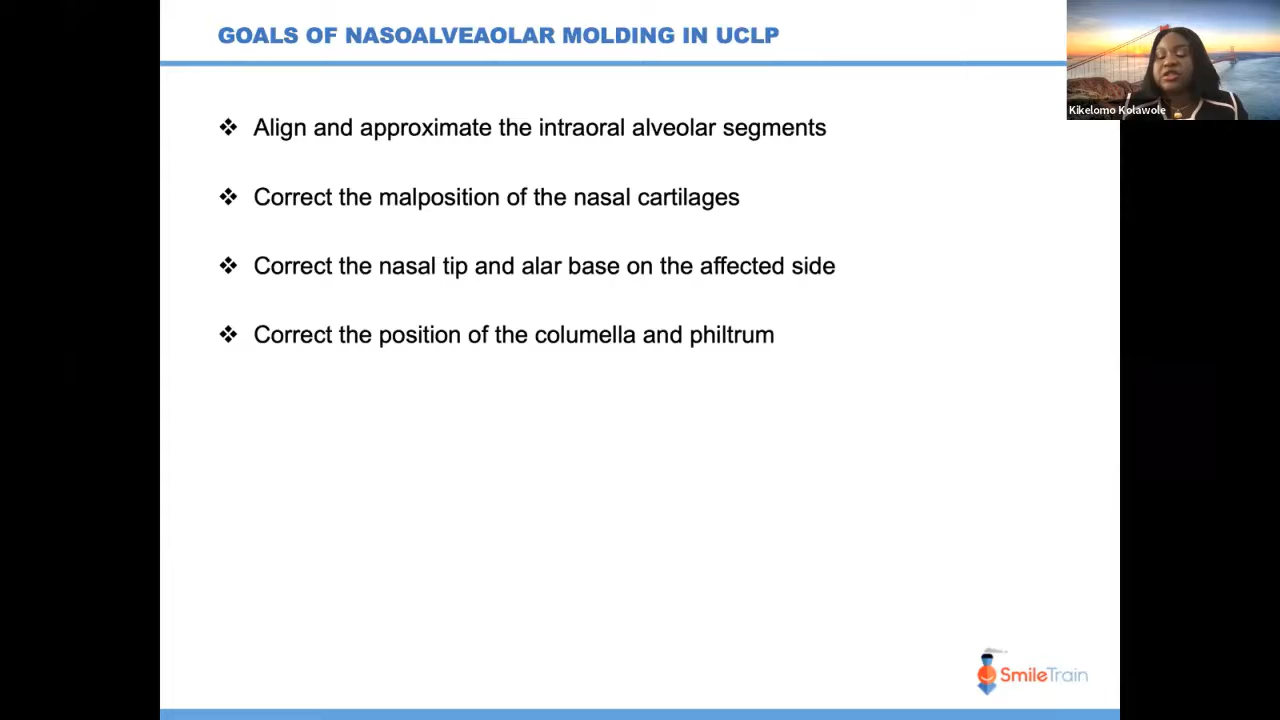 GOALS OF NASOALVEAOLAR MOLDING IN UCLP
Kikelomo Kolawole
❖ Align and approximate the intraoral alveolar segments
❖ Correct the malposition of the nasal cartilages
❖ Correct the nasal tip and alar base on the affected side
❖ Correct the position of the columella and philtrum
SmileTrain